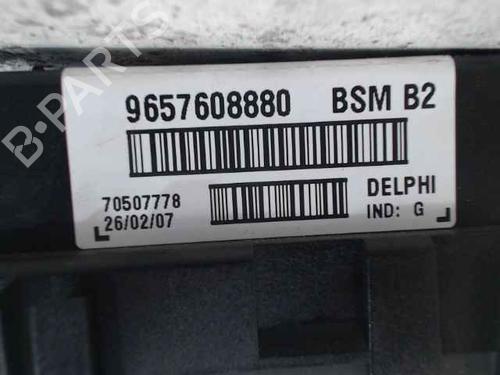 9657608880 BSM B2
70507778 DELPHI
26/02/07 IND: G
B-PARTS